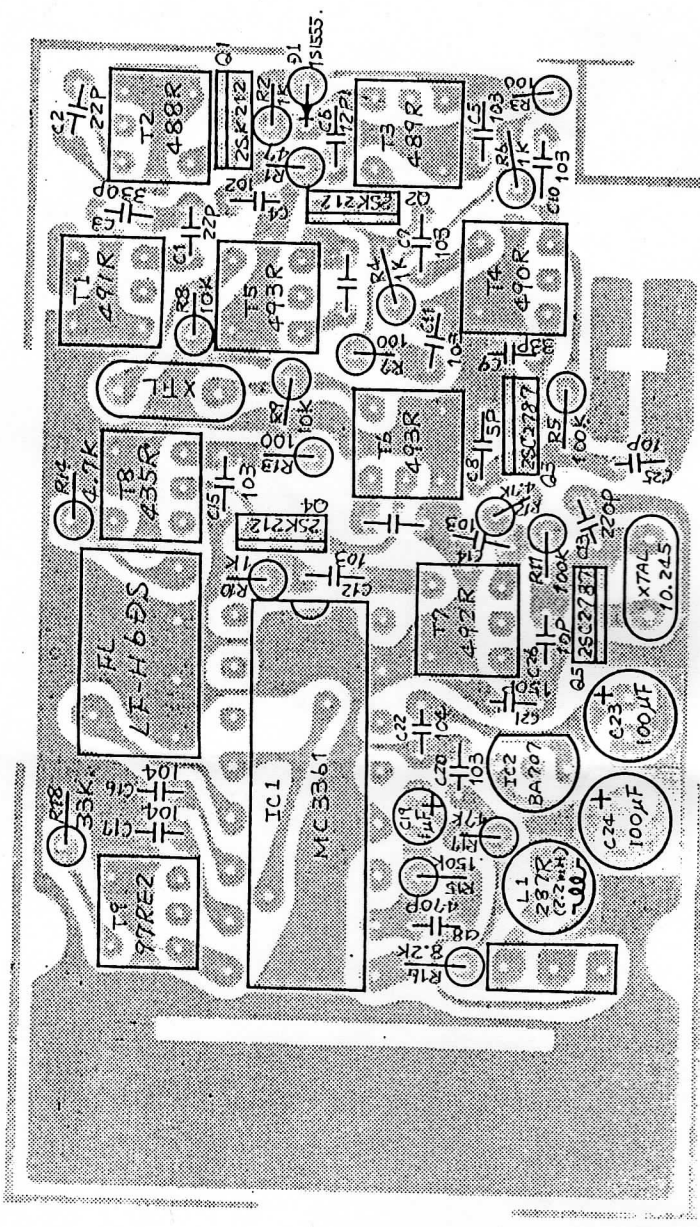 C2
22P
T2
488R
Q1
2SK212
R2
1K
D1
1S1555.
C6
12P
T3
489R
C5
103
R3
100
C3
330P
C1
22P
102
C4
R1
47
2SK212
Q2
R6
1K
C10
103
T1
491R
R8
10K
T5
493R
R4
1K
C7
103
T4
490R
R7
100
C11
103
C9
33P
XTL
R9
10K
T6
493R
C8
5P
2SC2787
Q3
R5
100K
C25
10P
R14
4.7K
T8
455R
C15
103
100
R13
Q4
2SK212
R10
1K
103
C12
103
C14
R12
4.7K
R11
100K
C13
220P
XTAL
10.245
FL
LF-H6DS
T7
492R
C26
10P
Q5
2SC2787
C21
IC1
MC3361
C22
104
C20
103
IC2
BA707
C23
+
100µF
C24
+
100µF
R18
33K
C16
104
C17
104
T9
97RE2
C19
+
1µF
47K
R17
150K
R15
470P
C18
8.2K
R16
L1
287R
(2.2mH)